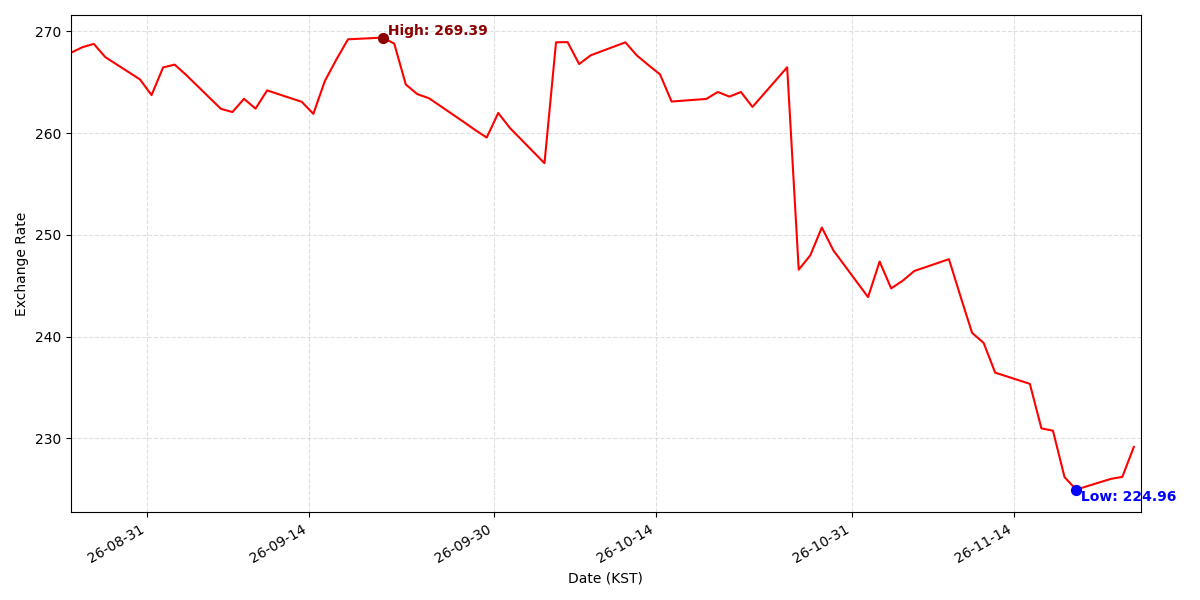 270
260
250
240
230
Exchange Rate
High: 269.39
Low: 224.96
26-08-31
26-09-14
26-09-30
26-10-14
26-10-31
26-11-14
Date (KST)